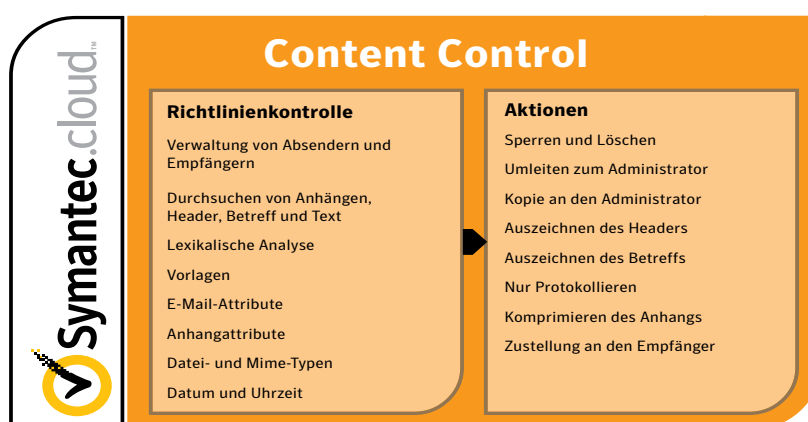 Symantec.cloud™
Content Control
Richtlinienkontrolle
Verwaltung von Absendern und
Empfängern
Durchsuchen von Anhängen,
Header, Betreff und Text
Lexikalische Analyse
Vorlagen
E-Mail-Attribute
Anhangattribute
Datei- und Mime-Typen
Datum und Uhrzeit
Aktionen
Sperren und Löschen
Umleiten zum Administrator
Kopie an den Administrator
Auszeichnen des Headers
Auszeichnen des Betreffs
Nur Protokollieren
Komprimieren des Anhangs
Zustellung an den Empfänger